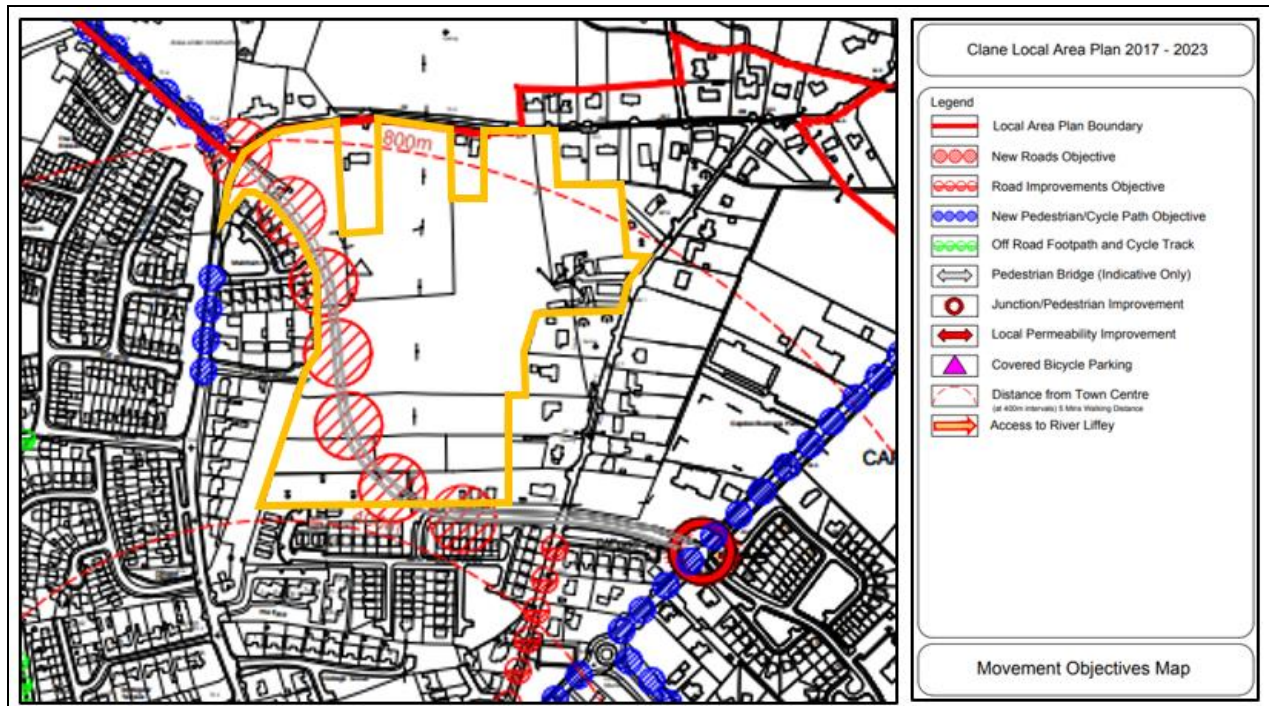 800m
CA
Clane Local Area Plan 2017 - 2023
Legend
Local Area Plan Boundary
New Roads Objective
Road Improvements Objective
New Pedestrian/Cycle Path Objective
Off Road Footpath and Cycle Track
Pedestrian Bridge (Indicative Only)
Junction/Pedestrian Improvement
Local Permeability Improvement
Covered Bicycle Parking
Distance from Town Centre
(at 400m intervals) 5 Mins Walking Distance
Access to River Liffey
Movement Objectives Map